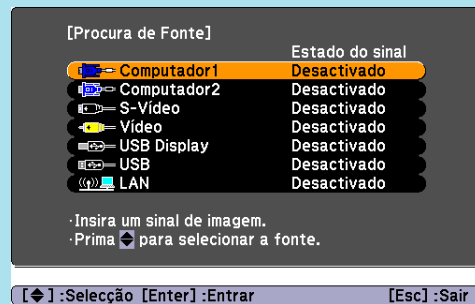 [Procura de Fonte]
Estado do sinal
Computador1 Desactivado
Computador2 Desactivado
S-Vídeo Desactivado
Vídeo Desactivado
USB Display Desactivado
USB Desactivado
LAN Desactivado
·Insira um sinal de imagem.
·Prima para selecionar a fonte.
[◆] :Selecção [Enter] :Entrar [Esc] :Sair